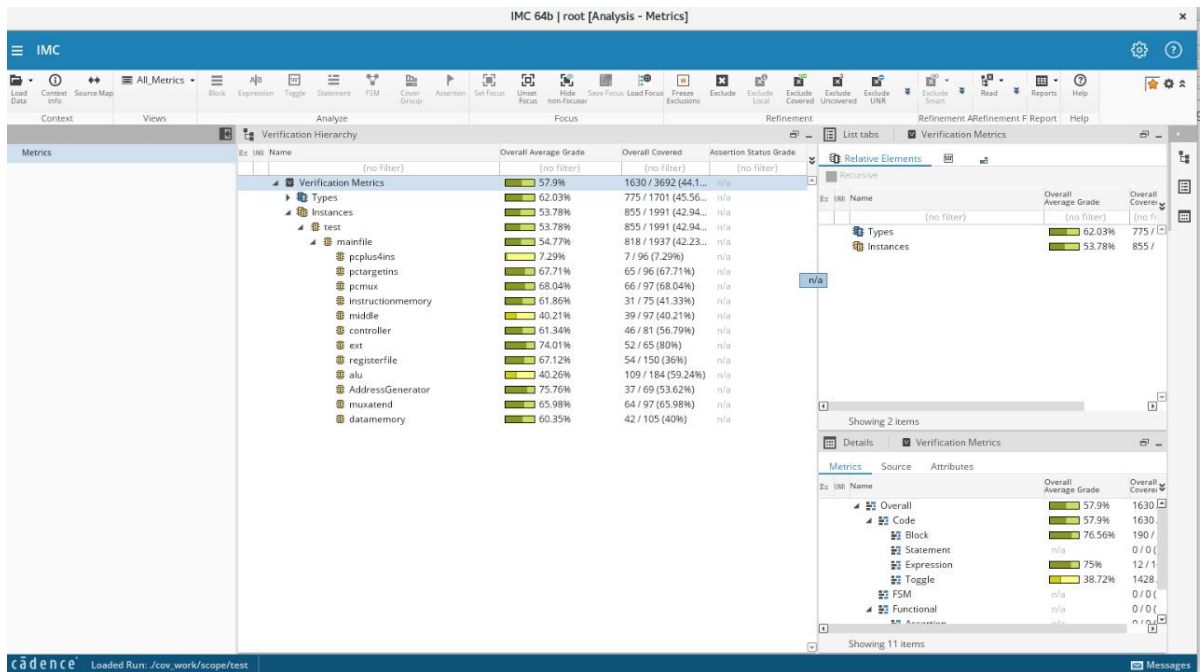 IMC 64b | root [Analysis - Metrics]
IMC
Load Data Context info Source Map All_Metrics Block Expression Toggle Statement FSM Cover Group Assertion Set Focus Unset Focus Hide non-focused Save Focus Load Focus Freeze Exclusions Exclude Exclude Local Exclude Covered Exclude Uncovered Exclude UNR Exclude Smart Read Reports Help
Context Views Analyze Focus Refinement Refinement A Refinement F Report Help
Metrics
Verification Hierarchy
Ex UNR Name Overall Average Grade Overall Covered Assertion Status Grade
(no filter) (no filter) (no filter) (no filter)
Verification Metrics 57.9% 1630 / 3692 (44.1... n/a
Types 62.03% 775 / 1701 (45.56... n/a
Instances 53.78% 855 / 1991 (42.94... n/a
test 53.78% 855 / 1991 (42.94... n/a
mainfile 54.77% 818 / 1937 (42.23... n/a
pcplus4ins 7.29% 7 / 96 (7.29%) n/a
pctargetins 67.71% 65 / 96 (67.71%) n/a
pcmux 68.04% 66 / 97 (68.04%) n/a
instructionmemory 61.86% 31 / 75 (41.33%) n/a
middle 40.21% 39 / 97 (40.21%) n/a
controller 61.34% 46 / 81 (56.79%) n/a
ext 74.01% 52 / 65 (80%) n/a
registerfile 67.12% 54 / 150 (36%) n/a
alu 40.26% 109 / 184 (59.24%) n/a
AddressGenerator 75.76% 37 / 69 (53.62%) n/a
muxatend 65.98% 64 / 97 (65.98%) n/a
datamemory 60.35% 42 / 105 (40%) n/a
n/a
List tabs Verification Metrics
Relative Elements
Recursive
Ex UNR Name Overall Average Grade Overall Covered
(no filter) (no filter) (no fi
Types 62.03% 775 /
Instances 53.78% 855 /
Showing 2 items
Details Verification Metrics
Metrics Source Attributes
Ex UNR Name Overall Average Grade Overall Covered
Overall 57.9% 1630
Code 57.9% 1630
Block 76.56% 190 /
Statement n/a 0 / 0 (
Expression 75% 12 / 1
Toggle 38.72% 1428
FSM n/a 0 / 0 (
Functional n/a 0 / 0 (
Assertion n/a
Showing 11 items
cādence Loaded Run: ./cov_work/scope/test Messages